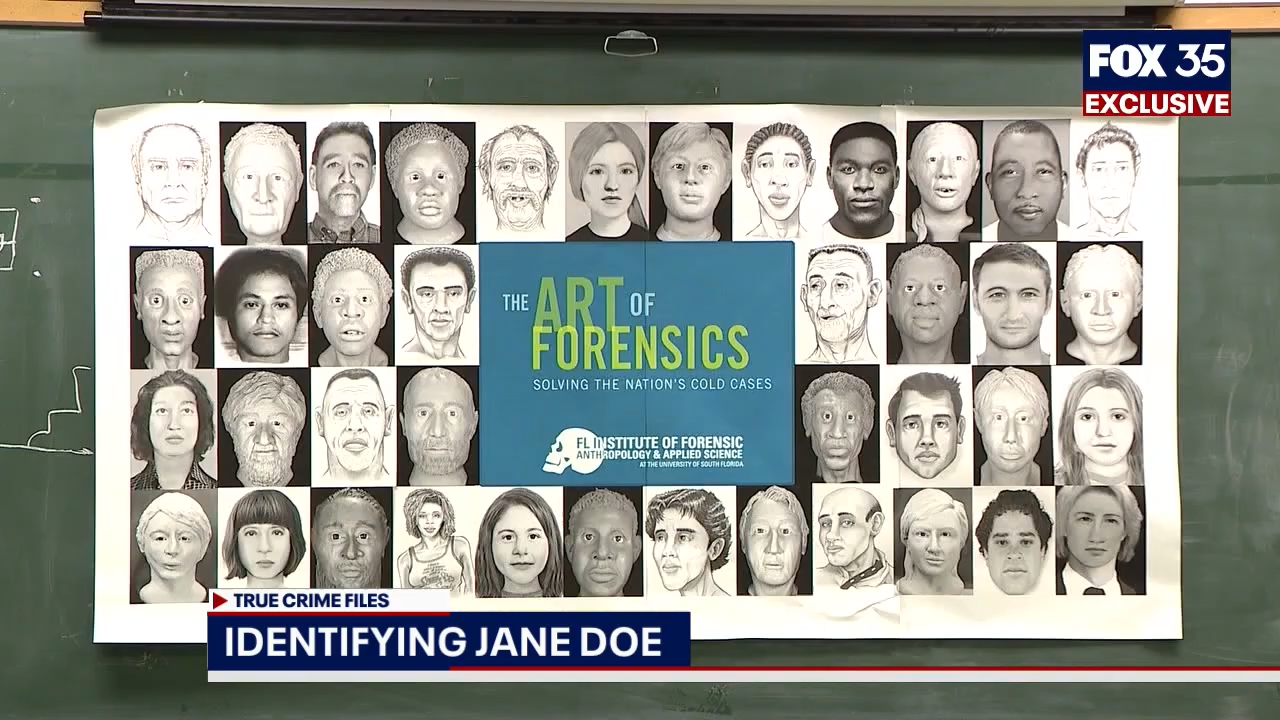 FOX 35
EXCLUSIVE
THE ART OF
FORENSICS
SOLVING THE NATION'S COLD CASES
FL INSTITUTE OF FORENSIC
ANTHROPOLOGY & APPLIED SCIENCE
AT THE UNIVERSITY OF SOUTH FLORIDA
TRUE CRIME FILES
IDENTIFYING JANE DOE